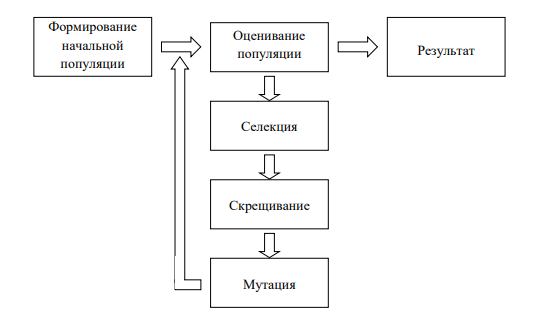 Формирование
начальной
популяции
Оценивание
популяции
Результат
Селекция
Скрещивание
Мутация